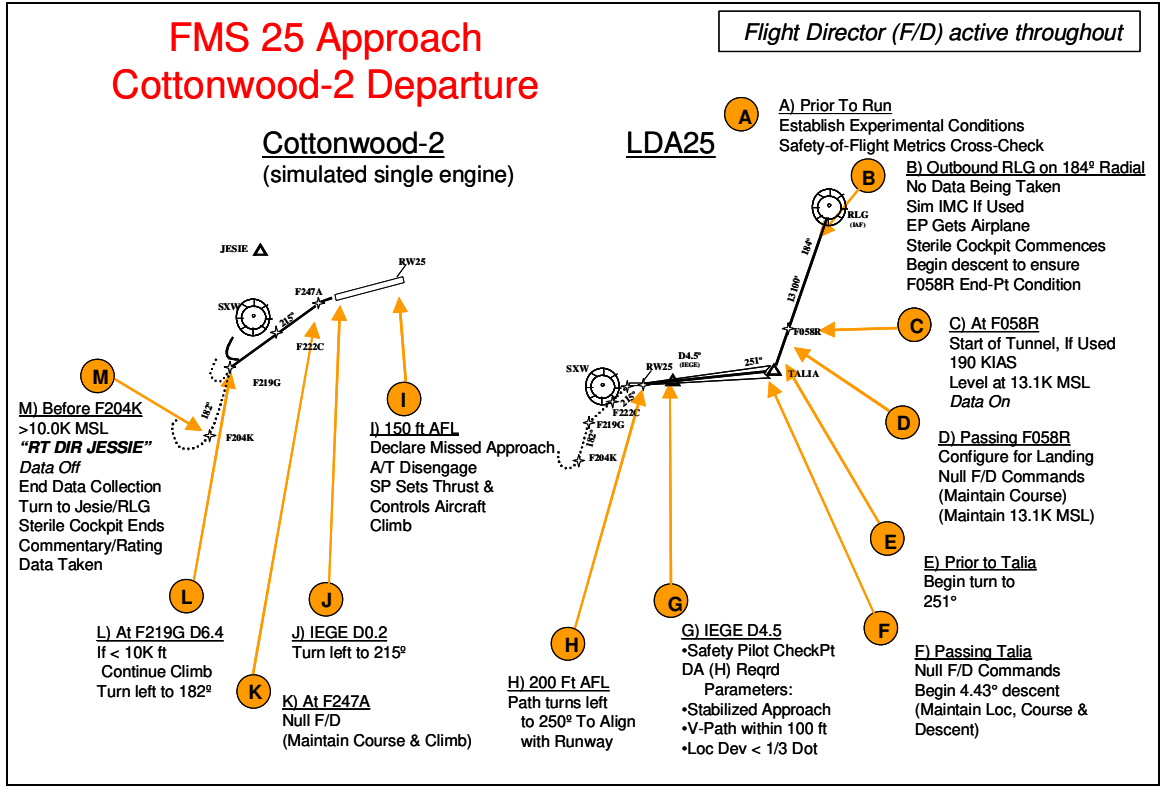 FMS 25 Approach
Cottonwood-2 Departure
Flight Director (F/D) active throughout
Cottonwood-2
(simulated single engine)
LDA25
A
A) Prior To Run
Establish Experimental Conditions
Safety-of-Flight Metrics Cross-Check
B
B) Outbound RLG on 184º Radial
No Data Being Taken
Sim IMC If Used
EP Gets Airplane
Sterile Cockpit Commences
Begin descent to ensure
F058R End-Pt Condition
RLG
(IAF)
184º
13100º
F058R
C
C) At F058R
Start of Tunnel, If Used
190 KIAS
Level at 13.1K MSL
Data On
JESIE
RW25
F247A
SXW
215º
F222C
F219G
182º
F204K
SXW
RW25
D4.5º
(IEGE)
251º
TALIA
215º
F222C
F219G
182º
F204K
M
M) Before F204K
>10.0K MSL
“RT DIR JESSIE”
Data Off
End Data Collection
Turn to Jesie/RLG
Sterile Cockpit Ends
Commentary/Rating
Data Taken
I
I) 150 ft AFL
Declare Missed Approach
A/T Disengage
SP Sets Thrust &
Controls Aircraft
Climb
D
D) Passing F058R
Configure for Landing
Null F/D Commands
(Maintain Course)
(Maintain 13.1K MSL)
E
E) Prior to Talia
Begin turn to
251°
L
L) At F219G D6.4
If < 10K ft
Continue Climb
Turn left to 182º
J
J) IEGE D0.2
Turn left to 215º
K
K) At F247A
Null F/D
(Maintain Course & Climb)
H
H) 200 Ft AFL
Path turns left
to 250º To Align
with Runway
G
G) IEGE D4.5
•Safety Pilot CheckPt
DA (H) Reqrd
Parameters:
•Stabilized Approach
•V-Path within 100 ft
•Loc Dev < 1/3 Dot
F
F) Passing Talia
Null F/D Commands
Begin 4.43° descent
(Maintain Loc, Course &
Descent)